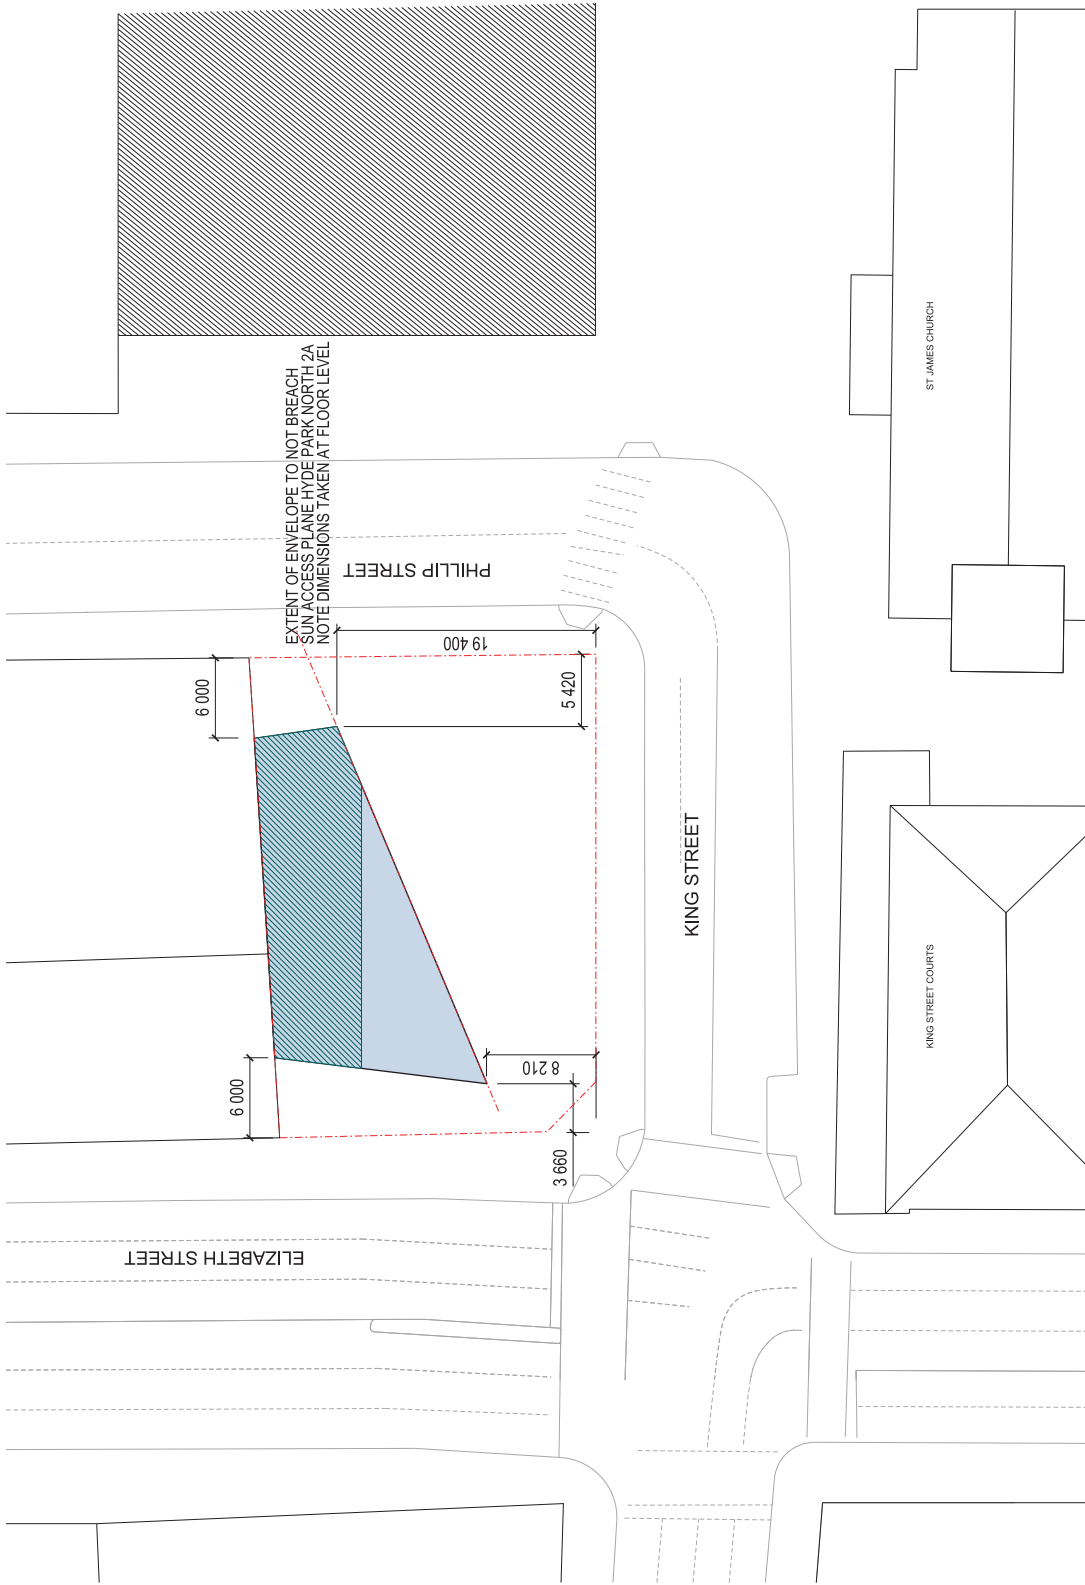 EXTENT OF ENVELOPE TO NOT BREACH
SUN ACCESS PLANE HYDE PARK NORTH 2A
NOTE DIMENSIONS TAKEN AT FLOOR LEVEL
ST JAMES CHURCH
PHILLIP STREET
19 400
6 000
5 420
KING STREET
KING STREET COURTS
8 210
6 000
3 660
ELIZABETH STREET